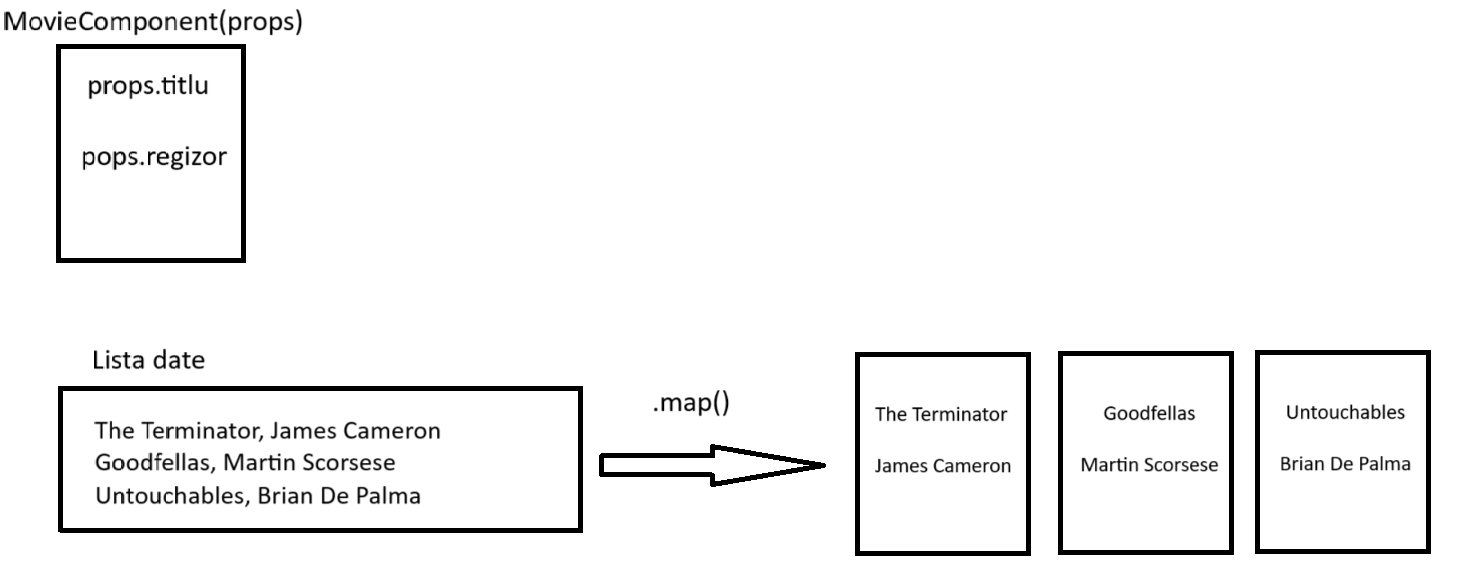 MovieComponent(props)
props.titlu
pops.regizor
Lista date
The Terminator, James Cameron
Goodfellas, Martin Scorsese
Untouchables, Brian De Palma
.map()
The Terminator
James Cameron
Goodfellas
Martin Scorsese
Untouchables
Brian De Palma